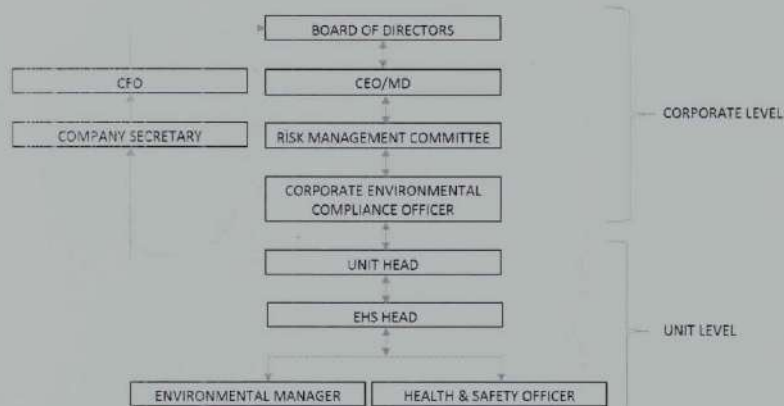 BOARD OF DIRECTORS
CFO
CEO/MD
COMPANY SECRETARY
RISK MANAGEMENT COMMITTEE
CORPORATE LEVEL
CORPORATE ENVIRONMENTAL
COMPLIANCE OFFICER
UNIT HEAD
EHS HEAD
UNIT LEVEL
ENVIRONMENTAL MANAGER
HEALTH & SAFETY OFFICER